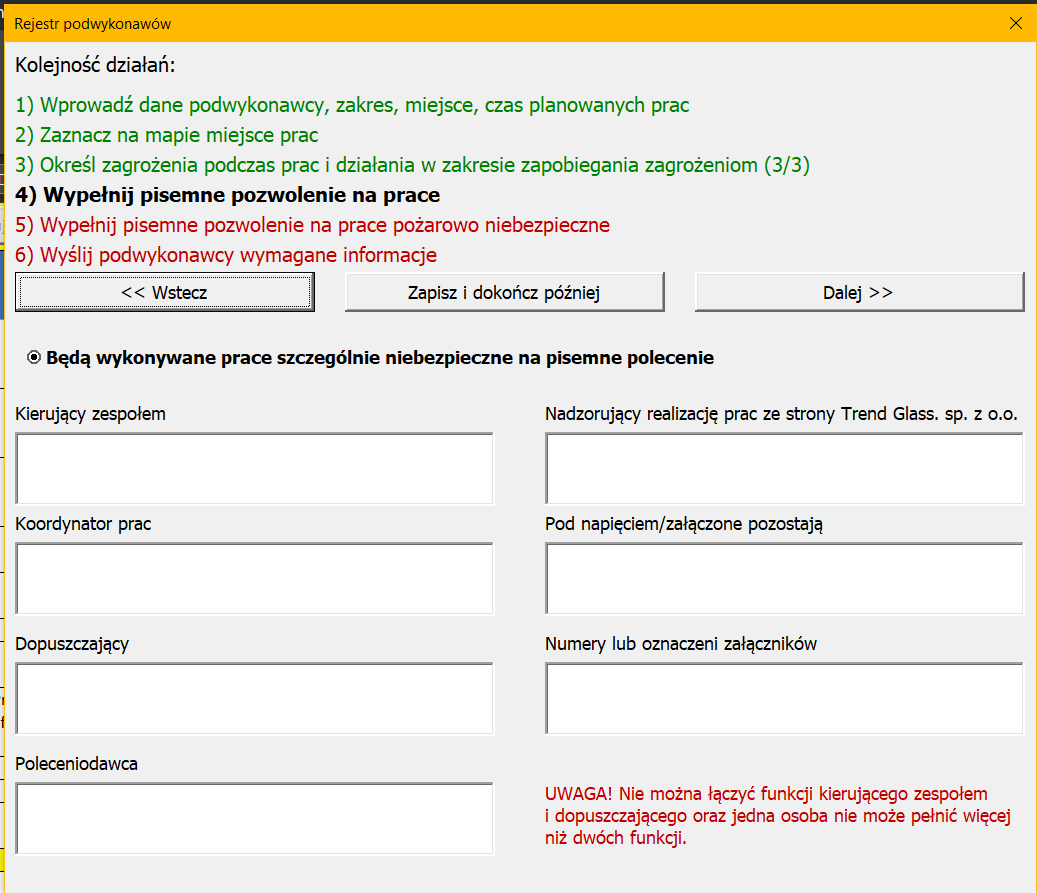 Rejestr podwykonawów
Kolejność działań:
1) Wprowadź dane podwykonawcy, zakres, miejsce, czas planowanych prac
2) Zaznacz na mapie miejsce prac
3) Określ zagrożenia podczas prac i działania w zakresie zapobiegania zagrożeniom (3/3)
4) Wypełnij pisemne pozwolenie na prace
5) Wypełnij pisemne pozwolenie na prace pożarowo niebezpieczne
6) Wyślij podwykonawcy wymagane informacje
<< Wstecz
Zapisz i dokończ później
Dalej >>
Będą wykonywane prace szczególnie niebezpieczne na pisemne polecenie
Kierujący zespołem
Nadzorujący realizację prac ze strony Trend Glass. sp. z o.o.
Koordynator prac
Pod napięciem/załączone pozostają
Dopuszczający
Numery lub oznaczeni załączników
Poleceniodawca
UWAGA! Nie można łączyć funkcji kierującego zespołem
i dopuszczającego oraz jedna osoba nie może pełnić więcej
niż dwóch funkcji.